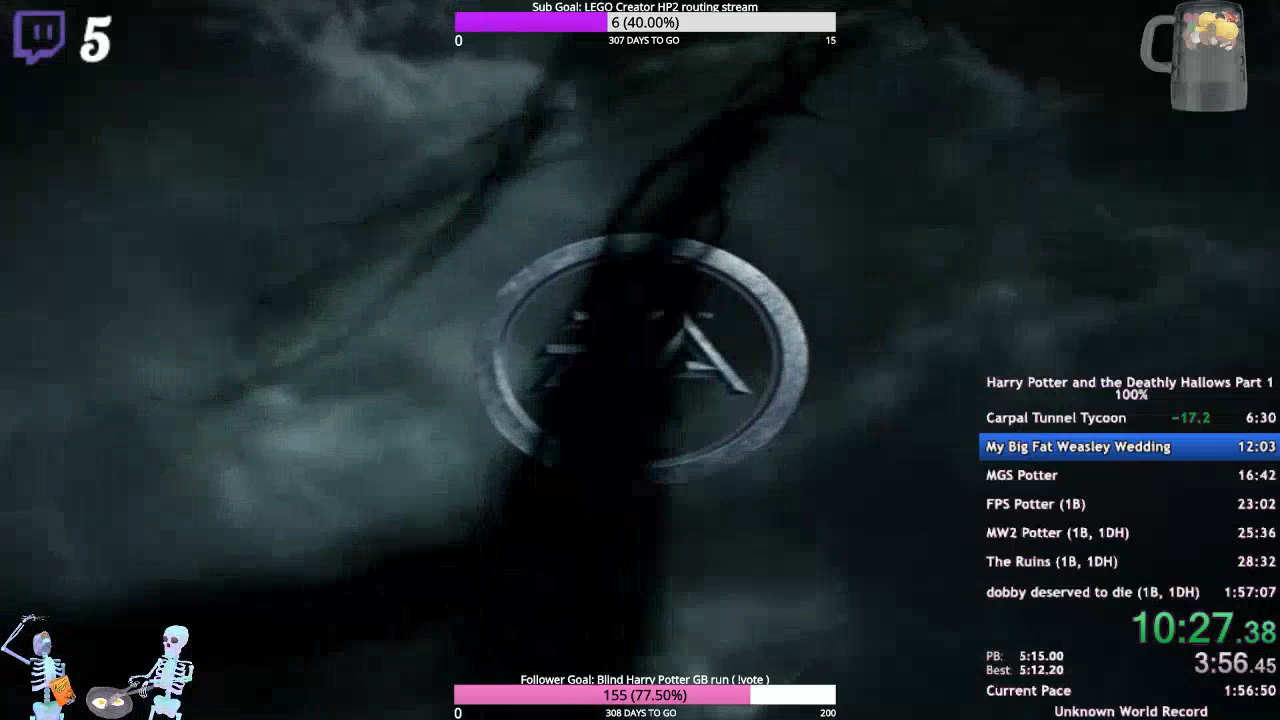 5
Sub Goal: LEGO Creator HP2 routing stream
6 (40.00%)
0
307 DAYS TO GO
15
Harry Potter and the Deathly Hallows Part 1
100%
Carpal Tunnel Tycoon -17.2 6:30
My Big Fat Weasley Wedding 12:03
MGS Potter 16:42
FPS Potter (1B) 23:02
MW2 Potter (1B, 1DH) 25:36
The Ruins (1B, 1DH) 28:32
dobby deserved to die (1B, 1DH) 1:57:07
10:27.38
PB: 5:15.00
Best: 5:12.20
3:56.45
Current Pace 1:56:50
Unknown World Record
Follower Goal: Blind Harry Potter GB run ( !vote )
155 (77.50%)
0
308 DAYS TO GO
200